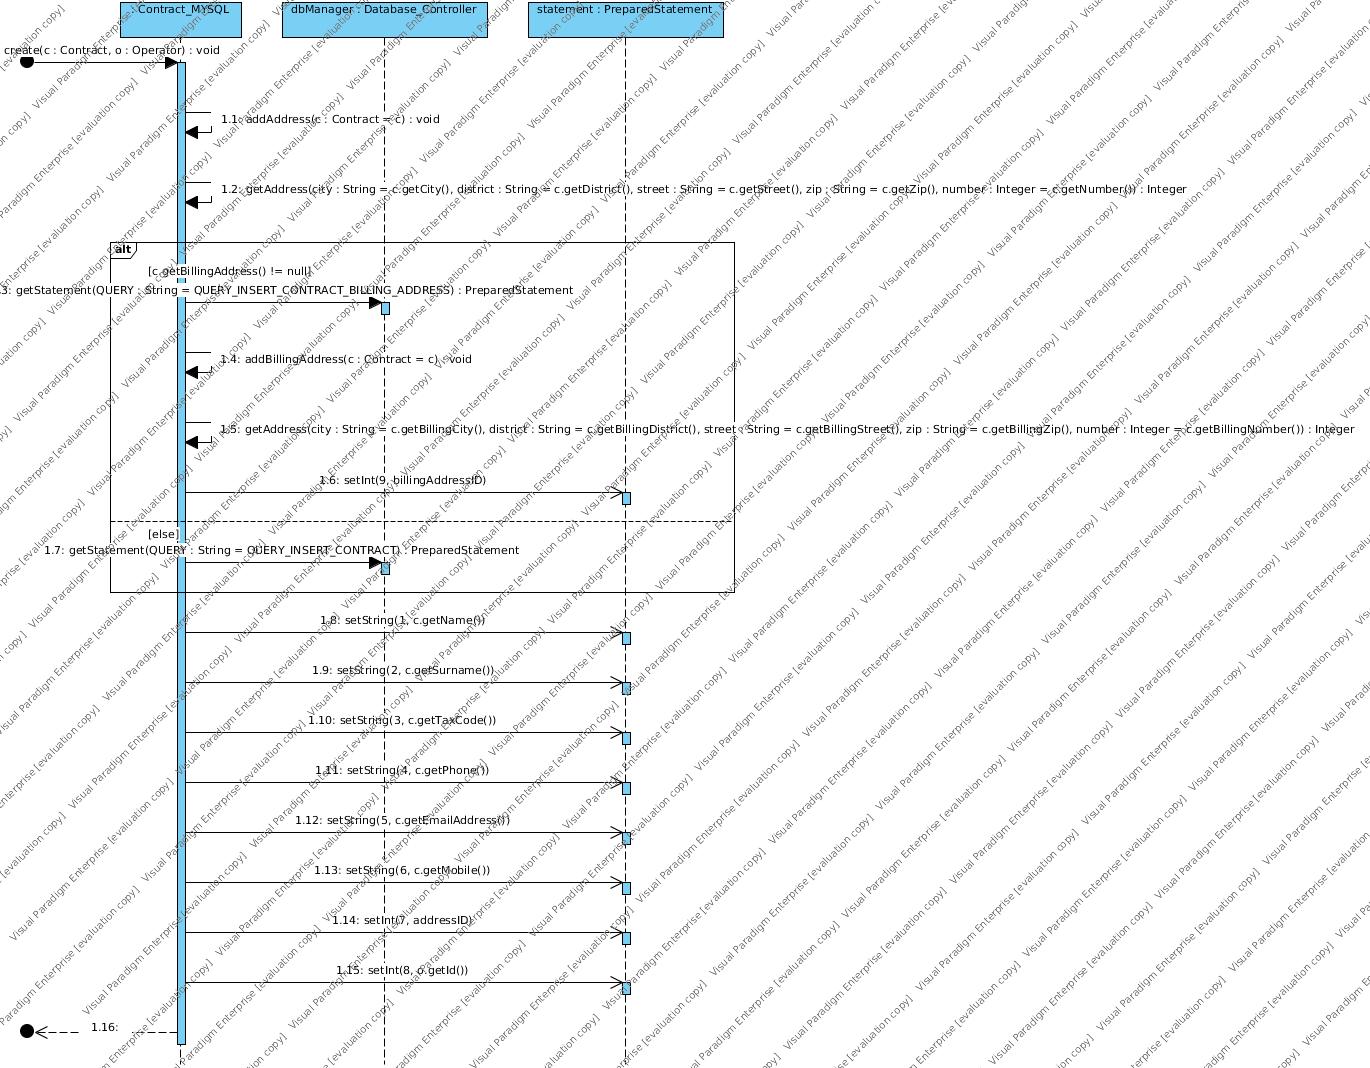 Contract_MYSQL
dbManager : Database_Controller
statement : PreparedStatement
create(c : Contract, o : Operator) : void
1.1: addAddress(c : Contract = c) : void
1.2: getAddress(city : String = c.getCity(), district : String = c.getDistrict(), street : String = c.getStreet(), zip : String = c.getZip(), number : Integer = c.getNumber()) : Integer
alt
[c.getBillingAddress() != null]
3: getStatement(QUERY : String = QUERY_INSERT_CONTRACT_BILLING_ADDRESS) : PreparedStatement
1.4: addBillingAddress(c : Contract = c) : void
1.5: getAddress(city : String = c.getBillingCity(), district : String = c.getBillingDistrict(), street : String = c.getBillingStreet(), zip : String = c.getBillingZip(), number : Integer = c.getBillingNumber()) : Integer
1.6: setInt(9, billingAddressID)
[else]
1.7: getStatement(QUERY : String = QUERY_INSERT_CONTRACT) : PreparedStatement
1.8: setString(1, c.getName())
1.9: setString(2, c.getSurname())
1.10: setString(3, c.getTaxCode())
1.11: setString(4, c.getPhone())
1.12: setString(5, c.getEmailAddress())
1.13: setString(6, c.getMobile())
1.14: setInt(7, addressID)
1.15: setInt(8, o.getId())
1.16:
Visual Paradigm Enterprise [evaluation copy]